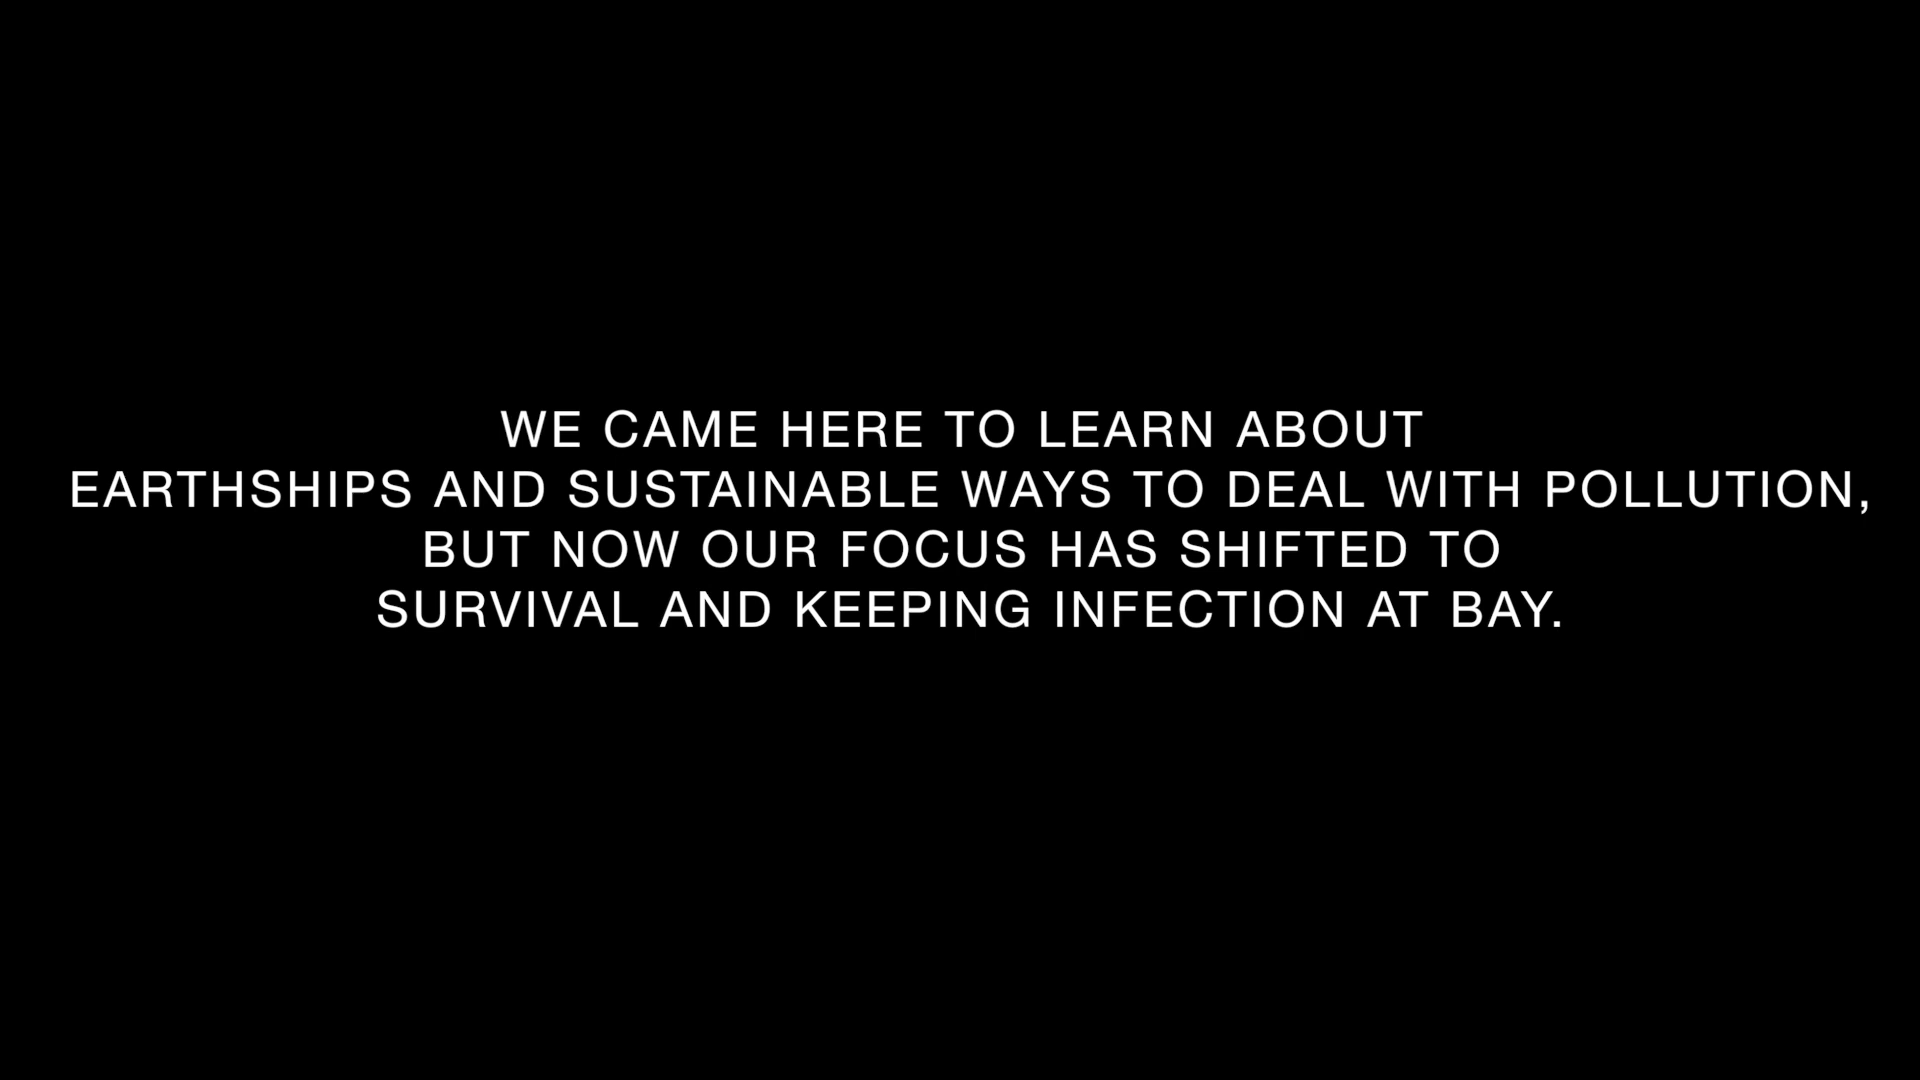 WE CAME HERE TO LEARN ABOUT
EARTHSHIPS AND SUSTAINABLE WAYS TO DEAL WITH POLLUTION,
BUT NOW OUR FOCUS HAS SHIFTED TO
SURVIVAL AND KEEPING INFECTION AT BAY.